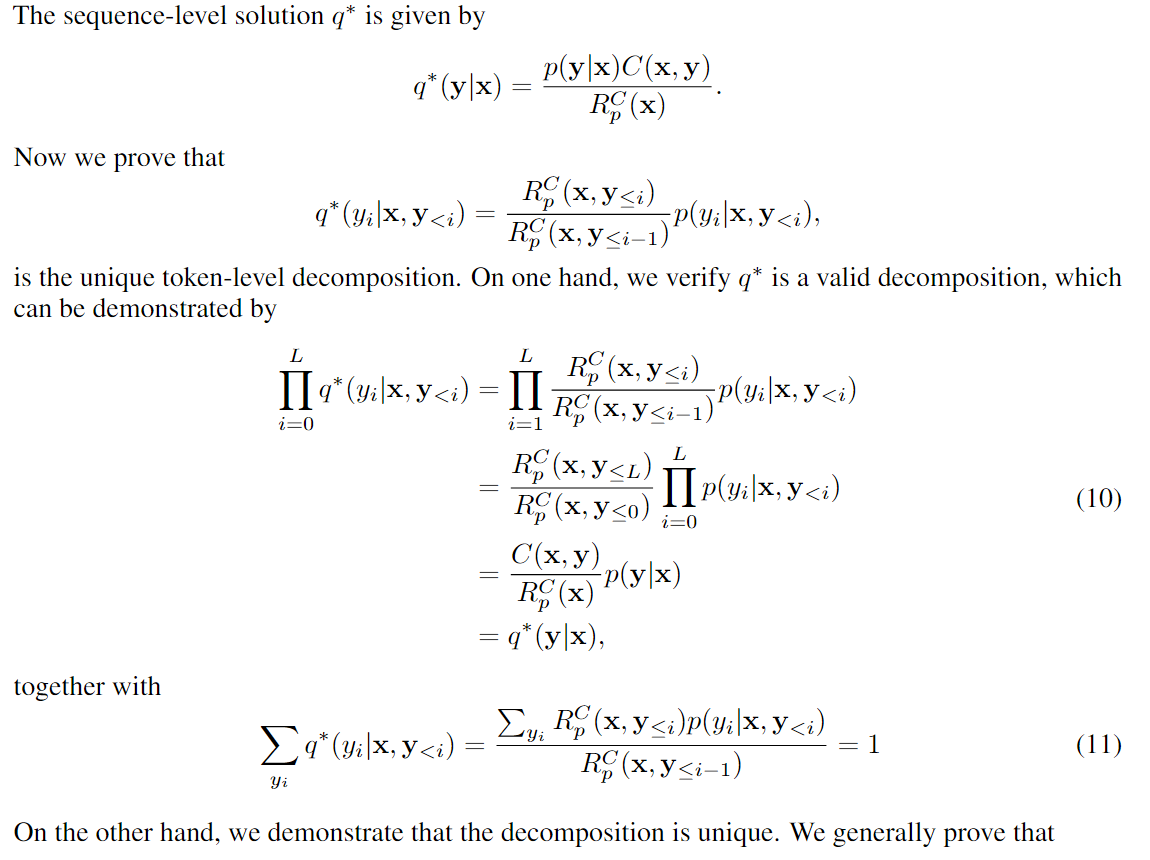 The sequence-level solution $q^*$ is given by
$$q^*(\mathbf{y}|\mathbf{x}) = \frac{p(\mathbf{y}|\mathbf{x})C(\mathbf{x}, \mathbf{y})}{R_p^C(\mathbf{x})}.$$
Now we prove that
$$q^*(y_i|\mathbf{x}, \mathbf{y}_{<i}) = \frac{R_p^C(\mathbf{x}, \mathbf{y}_{\leq i})}{R_p^C(\mathbf{x}, \mathbf{y}_{\leq i-1})} p(y_i|\mathbf{x}, \mathbf{y}_{<i}),$$
is the unique token-level decomposition. On one hand, we verify $q^*$ is a valid decomposition, which
can be demonstrated by
$$\prod_{i=0}^{L} q^*(y_i|\mathbf{x}, \mathbf{y}_{<i}) = \prod_{i=1}^{L} \frac{R_p^C(\mathbf{x}, \mathbf{y}_{\leq i})}{R_p^C(\mathbf{x}, \mathbf{y}_{\leq i-1})} p(y_i|\mathbf{x}, \mathbf{y}_{<i})$$
$$= \frac{R_p^C(\mathbf{x}, \mathbf{y}_{\leq L})}{R_p^C(\mathbf{x}, \mathbf{y}_{\leq 0})} \prod_{i=0}^{L} p(y_i|\mathbf{x}, \mathbf{y}_{<i})$$ (10)
$$= \frac{C(\mathbf{x}, \mathbf{y})}{R_p^C(\mathbf{x})} p(\mathbf{y}|\mathbf{x})$$
$$= q^*(\mathbf{y}|\mathbf{x}),$$
together with
$$\sum_{y_i} q^*(y_i|\mathbf{x}, \mathbf{y}_{<i}) = \frac{\sum_{y_i} R_p^C(\mathbf{x}, \mathbf{y}_{\leq i}) p(y_i|\mathbf{x}, \mathbf{y}_{<i})}{R_p^C(\mathbf{x}, \mathbf{y}_{\leq i-1})} = 1$$ (11)
On the other hand, we demonstrate that the decomposition is unique. We generally prove that